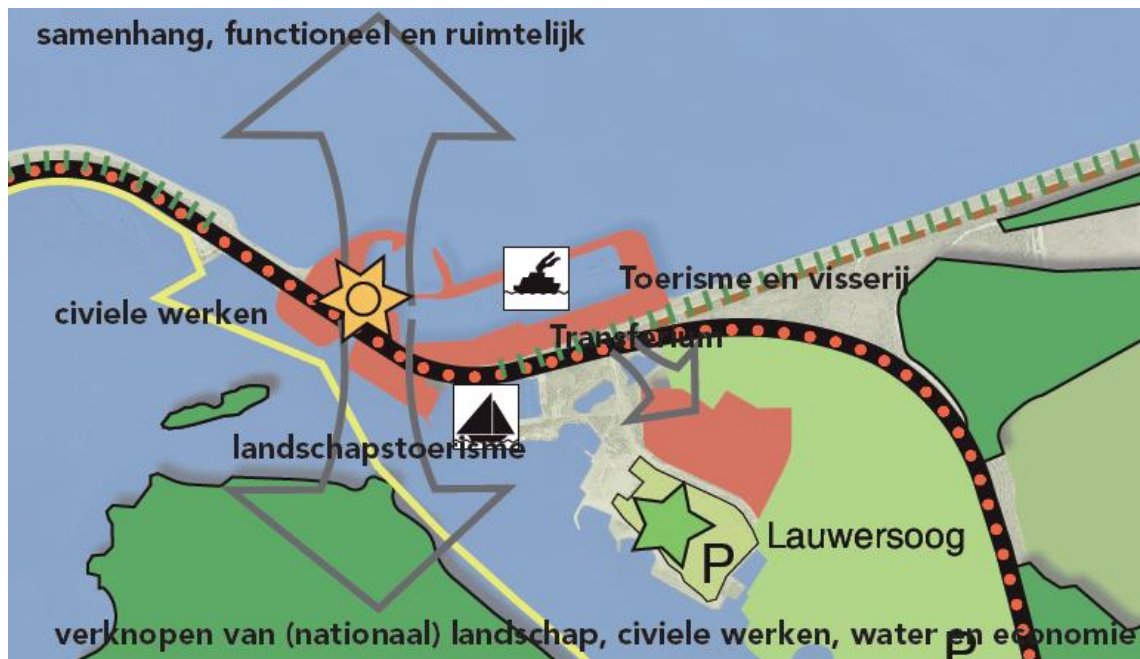 samenhang, functioneel en ruimtelijk
Toerisme en visserij
civiele werken
Transferium
landschapstoerisme
Lauwersoog
P
verknopen van (nationaal) landschap, civiele werken, water en economie
P